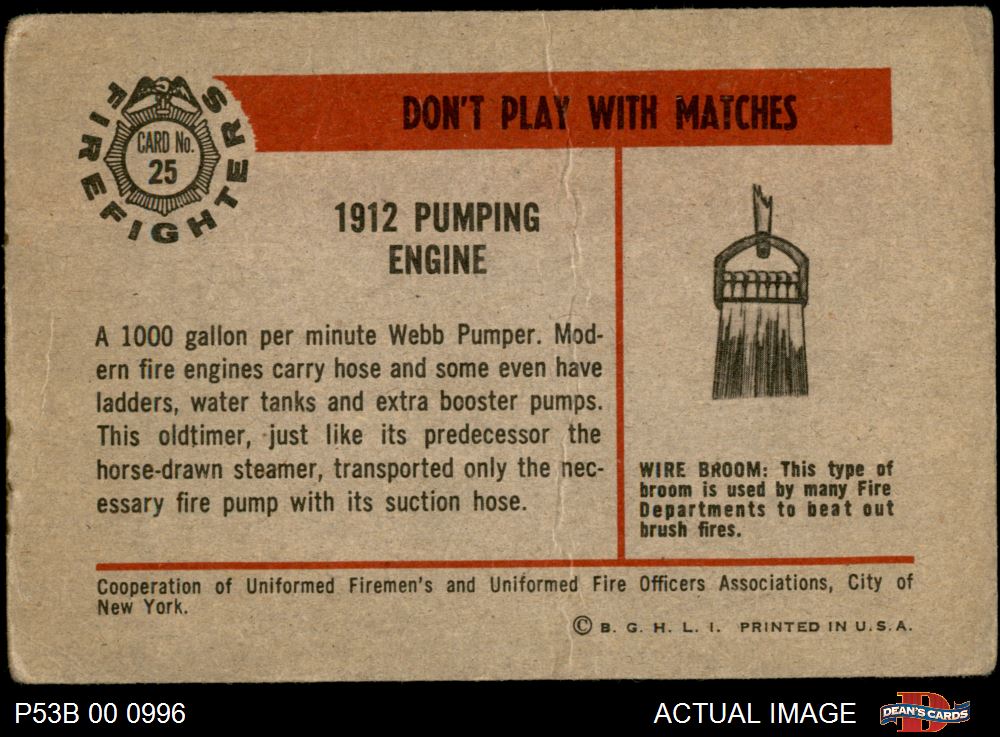 FIREFIGHTERS
CARD No.
25
DON'T PLAY WITH MATCHES
1912 PUMPING
ENGINE
A 1000 gallon per minute Webb Pumper. Mod-
ern fire engines carry hose and some even have
ladders, water tanks and extra booster pumps.
This oldtimer, just like its predecessor the
horse-drawn steamer, transported only the nec-
essary fire pump with its suction hose.
WIRE BROOM: This type of
broom is used by many Fire
Departments to beat out
brush fires.
Cooperation of Uniformed Firemen's and Uniformed Fire Officers Associations, City of
New York.
© B. G. H. L. I. PRINTED IN U.S.A.
P53B 00 0996
ACTUAL IMAGE
D
DEAN'S CARDS